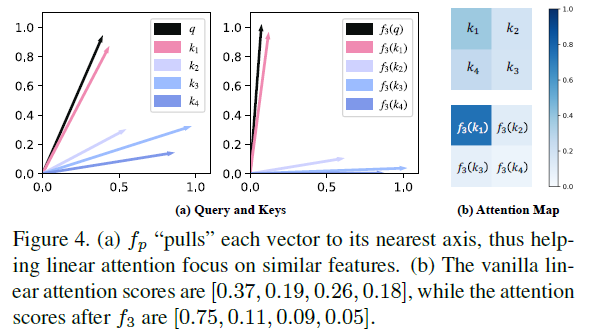 1.0
0.8
0.6
0.4
0.2
0.0
0.0 0.5 1.0
q
k₁
k₂
k₃
k₄
1.0
0.8
0.6
0.4
0.2
0.0
0.0 0.5 1.0
f₃(q)
f₃(k₁)
f₃(k₂)
f₃(k₃)
f₃(k₄)
(a) Query and Keys
k₁ k₂
k₄ k₃
f₃(k₁) f₃(k₂)
f₃(k₃) f₃(k₄)
1.0
0.8
0.6
0.4
0.2
0.0
(b) Attention Map
Figure 4. (a) fₚ “pulls” each vector to its nearest axis, thus help-
ing linear attention focus on similar features. (b) The vanilla lin-
ear attention scores are [0.37, 0.19, 0.26, 0.18], while the attention
scores after f₃ are [0.75, 0.11, 0.09, 0.05].